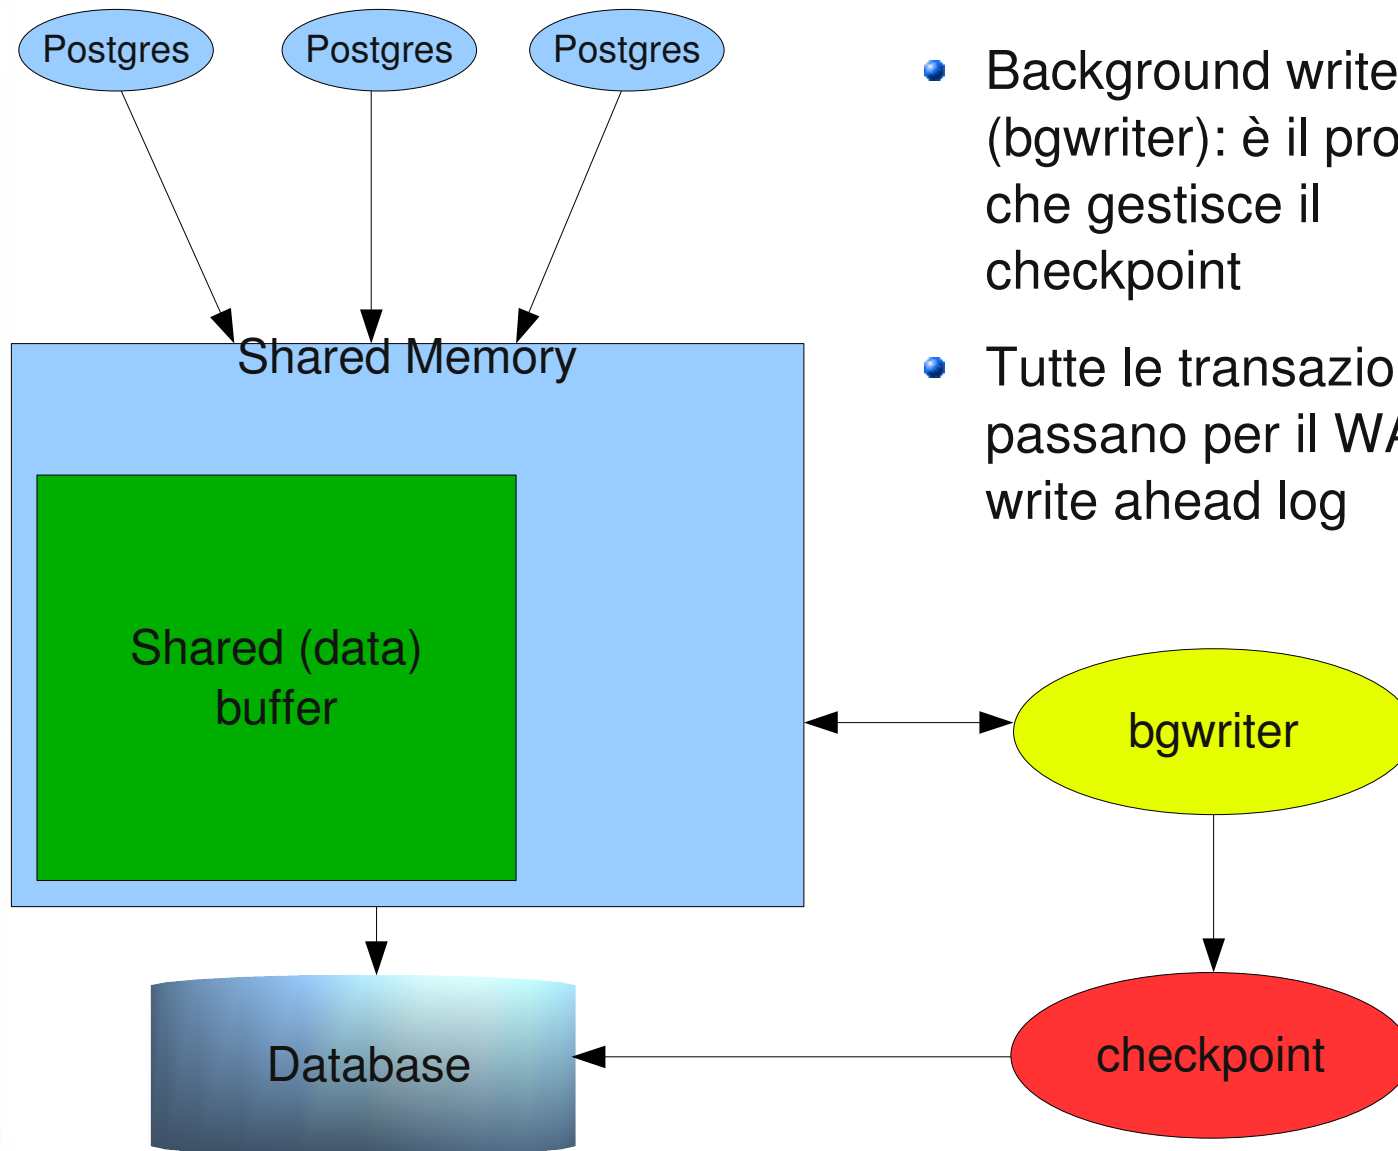 Postgres
Postgres
Postgres
Background write
(bgwriter): è il pro
che gestisce il
checkpoint
Tutte le transazio
passano per il WA
write ahead log
Shared Memory
Shared (data)
buffer
bgwriter
Database
checkpoint